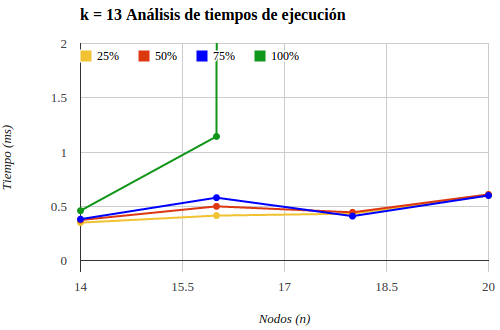 k = 13 Análisis de tiempos de ejecución
25% 50% 75% 100%
2
1.5
1
0.5
0
Tiempo (ms)
14 15.5 17 18.5 20
Nodos (n)